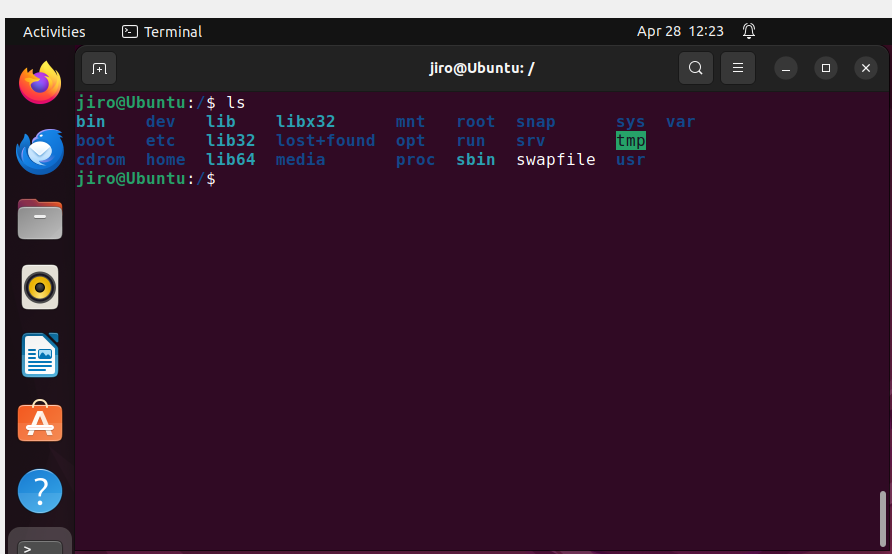 Activities Terminal Apr 28 12:23
jiro@Ubuntu: /
jiro@Ubuntu:/$ ls
bin dev lib libx32 mnt root snap sys var
boot etc lib32 lost+found opt run srv tmp
cdrom home lib64 media proc sbin swapfile usr
jiro@Ubuntu:/$